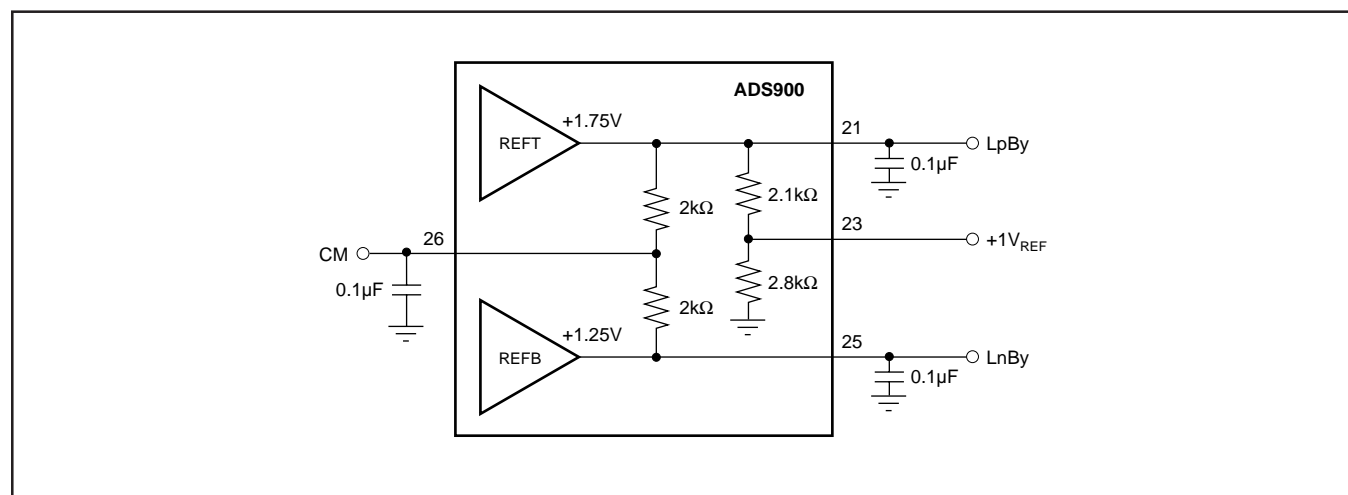 ADS900
REFT
+1.75V
21
LpBy
0.1µF
2kΩ
2.1kΩ
23
+1VREF
CM
26
0.1µF
2.8kΩ
2kΩ
REFB
+1.25V
25
LnBy
0.1µF